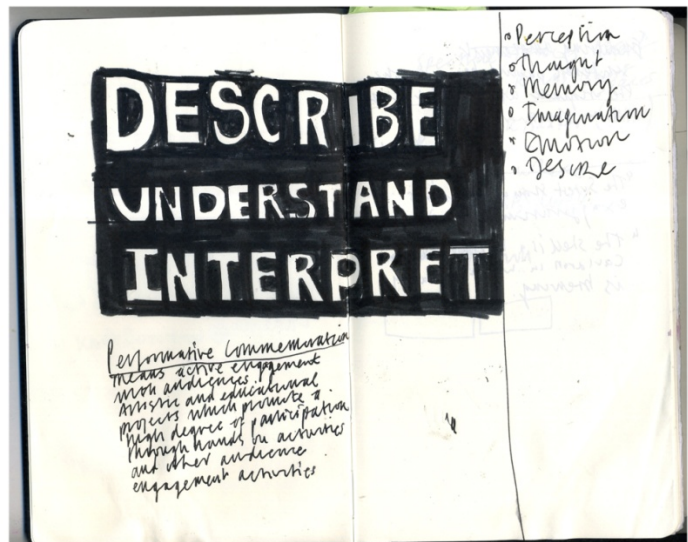 DESCRIBE
UNDERSTAND
INTERPRET
Performative Commemoration
means active engagement
with audiences.
Artistic and educational
projects which promote a
high degree of participation
through hands on activities
and other audience
engagement activities
• Perception
• Thought
• Memory
• Imagination
• Emotion
• Desire